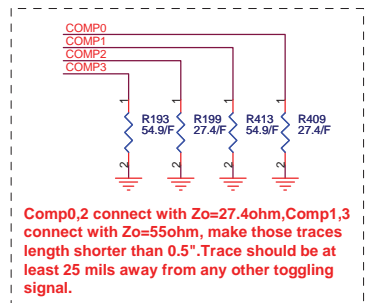 COMP0
COMP1
COMP2
COMP3
1 1 1 1
R193 R199 R413 R409
54.9/F 27.4/F 54.9/F 27.4/F
2 2 2 2
Comp0,2 connect with Zo=27.4ohm,Comp1,3
connect with Zo=55ohm, make those traces
length shorter than 0.5".Trace should be at
least 25 mils away from any other toggling
signal.